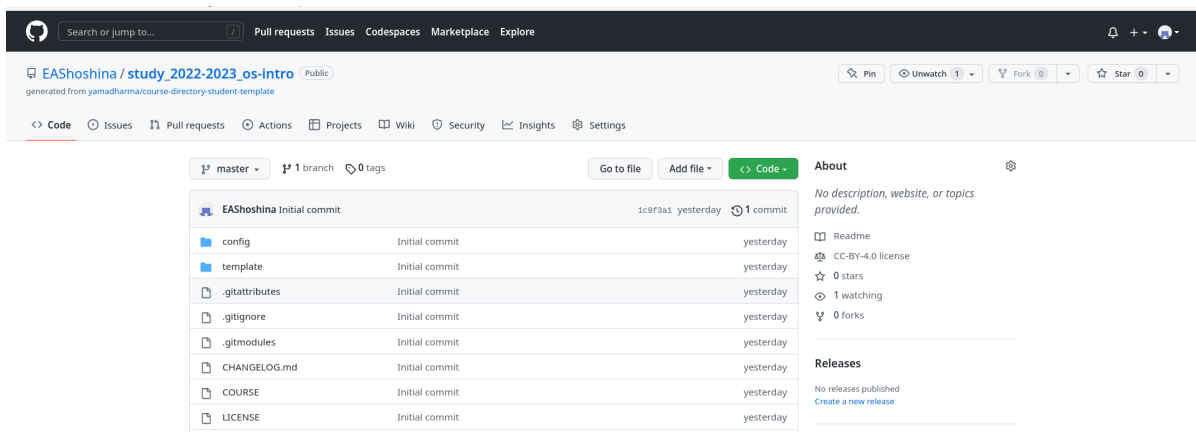 Search or jump to... / Pull requests Issues Codespaces Marketplace Explore
EAShoshina / study_2022-2023_os-intro Public
Pin Unwatch 1 Fork 0 Star 0
generated from yamadharma/course-directory-student-template
Code Issues Pull requests Actions Projects Wiki Security Insights Settings
master 1 branch 0 tags Go to file Add file Code
EAShoshina Initial commit 1c9f3a1 yesterday 1 commit
config Initial commit yesterday
template Initial commit yesterday
.gitattributes Initial commit yesterday
.gitignore Initial commit yesterday
.gitmodules Initial commit yesterday
CHANGELOG.md Initial commit yesterday
COURSE Initial commit yesterday
LICENSE Initial commit yesterday
About
No description, website, or topics
provided.
Readme
CC-BY-4.0 license
0 stars
1 watching
0 forks
Releases
No releases published
Create a new release